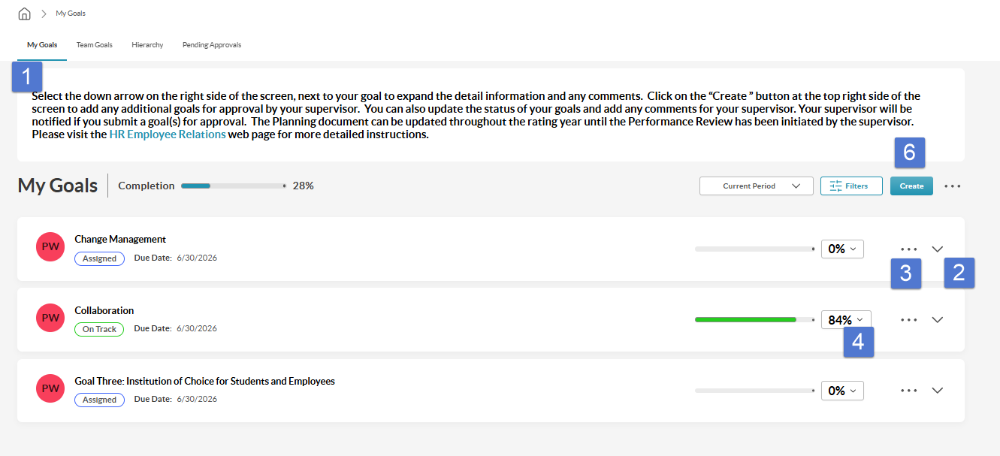 My Goals
My Goals Team Goals Hierarchy Pending Approvals
1
Select the down arrow on the right side of the screen, next to your goal to expand the detail information and any comments. Click on the “Create ” button at the top right side of the
screen to add any additional goals for approval by your supervisor. You can also update the status of your goals and add any comments for your supervisor. Your supervisor will be
notified if you submit a goal(s) for approval. The Planning document can be updated throughout the rating year until the Performance Review has been initiated by the supervisor.
Please visit the HR Employee Relations web page for more detailed instructions.
6
My Goals Completion 28% Current Period Filters Create
PW Change Management
Assigned Due Date: 6/30/2026 0%
3 2
PW Collaboration
On Track Due Date: 6/30/2026 84%
4
PW Goal Three: Institution of Choice for Students and Employees
Assigned Due Date: 6/30/2026 0%